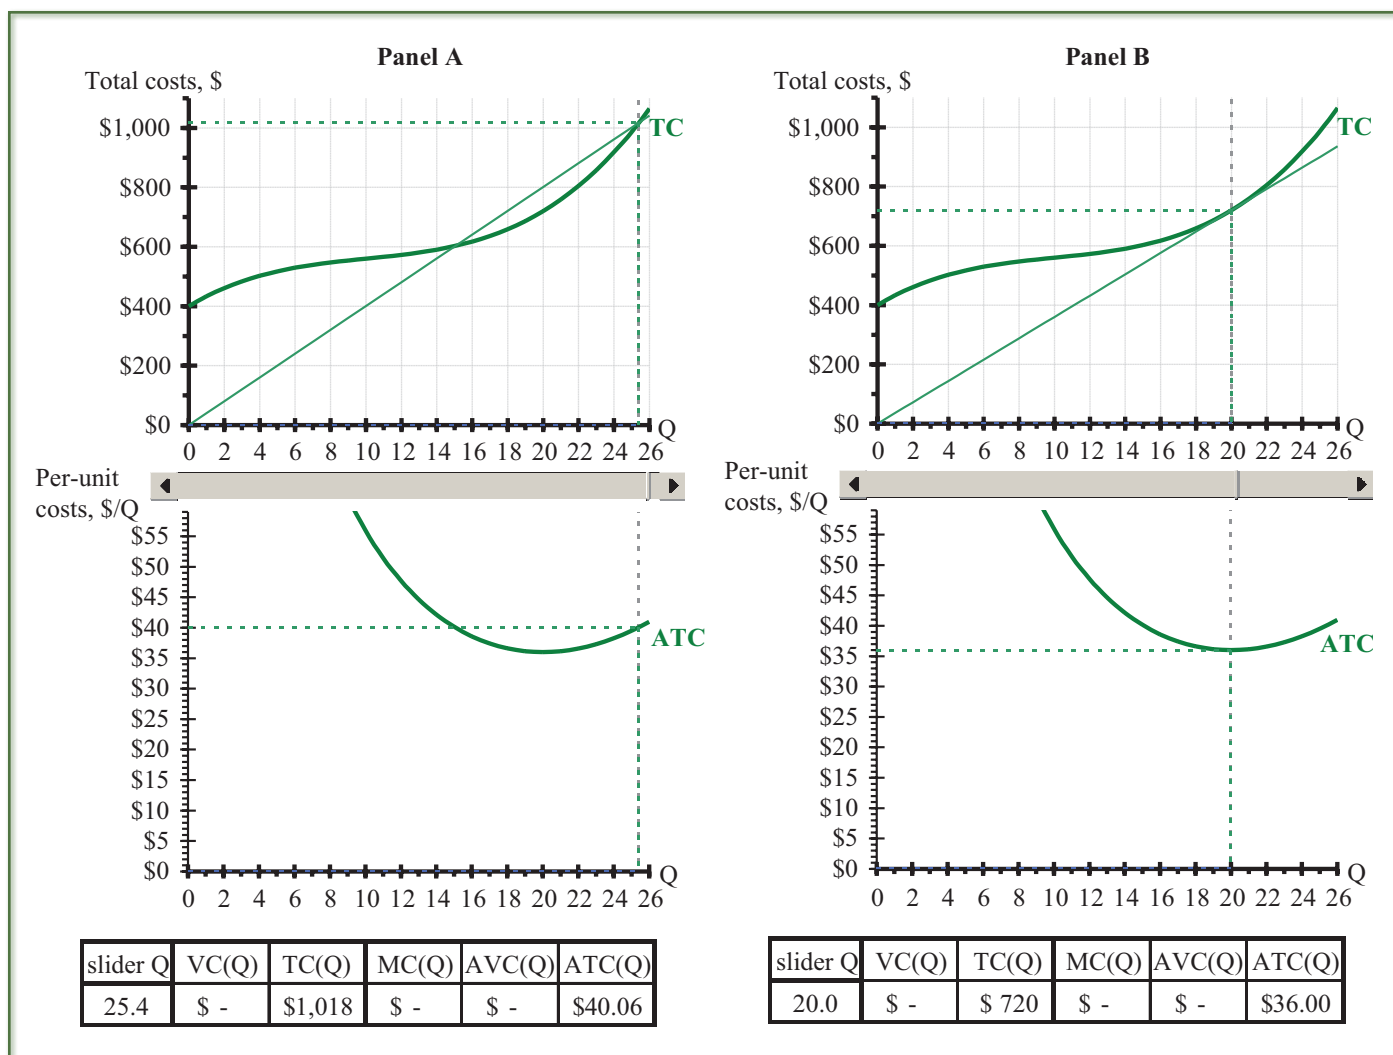 Panel A
Total costs, $
$1,000
$800
$600
$400
$200
$0
TC
Q
0 2 4 6 8 10 12 14 16 18 20 22 24 26
Per-unit
costs, $/Q
$55
$50
$45
$40
$35
$30
$25
$20
$15
$10
$5
$0
ATC
Q
0 2 4 6 8 10 12 14 16 18 20 22 24 26
slider Q VC(Q) TC(Q) MC(Q) AVC(Q) ATC(Q)
25.4 $ - $1,018 $ - $ - $40.06
Panel B
Total costs, $
$1,000
$800
$600
$400
$200
$0
TC
Q
0 2 4 6 8 10 12 14 16 18 20 22 24 26
Per-unit
costs, $/Q
$55
$50
$45
$40
$35
$30
$25
$20
$15
$10
$5
$0
ATC
Q
0 2 4 6 8 10 12 14 16 18 20 22 24 26
slider Q VC(Q) TC(Q) MC(Q) AVC(Q) ATC(Q)
20.0 $ - $ 720 $ - $ - $36.00